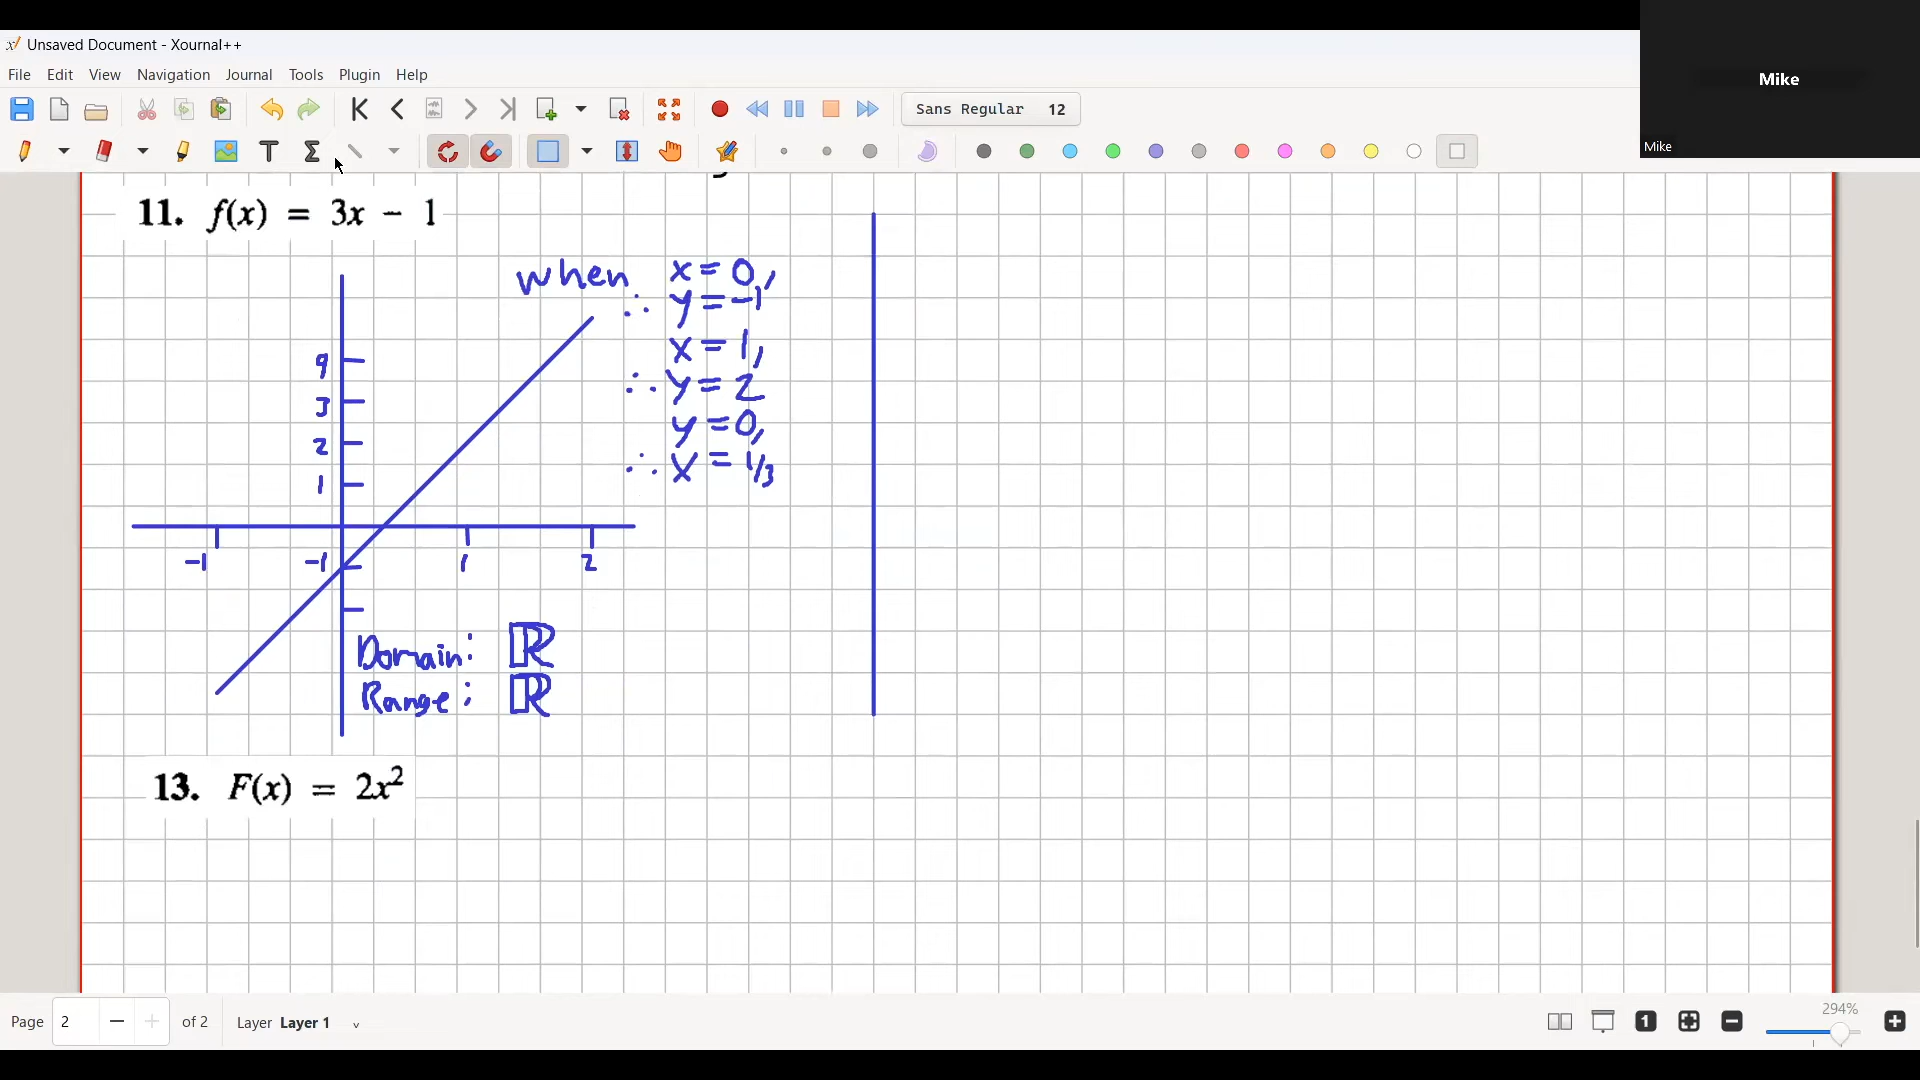 Unsaved Document - Xournal++
Mike
File Edit View Navigation Journal Tools Plugin Help
Sans Regular 12
Mike
11. f(x) = 3x - 1
when x = 0,
∴ y = -1
x = 1,
∴ y = 2
y = 0,
∴ x = 1/3
9
3
2
1
-1 -1 1 2
Domain: ℝ
Range: ℝ
13. F(x) = 2x²
Page 2 of 2 Layer Layer 1
294%